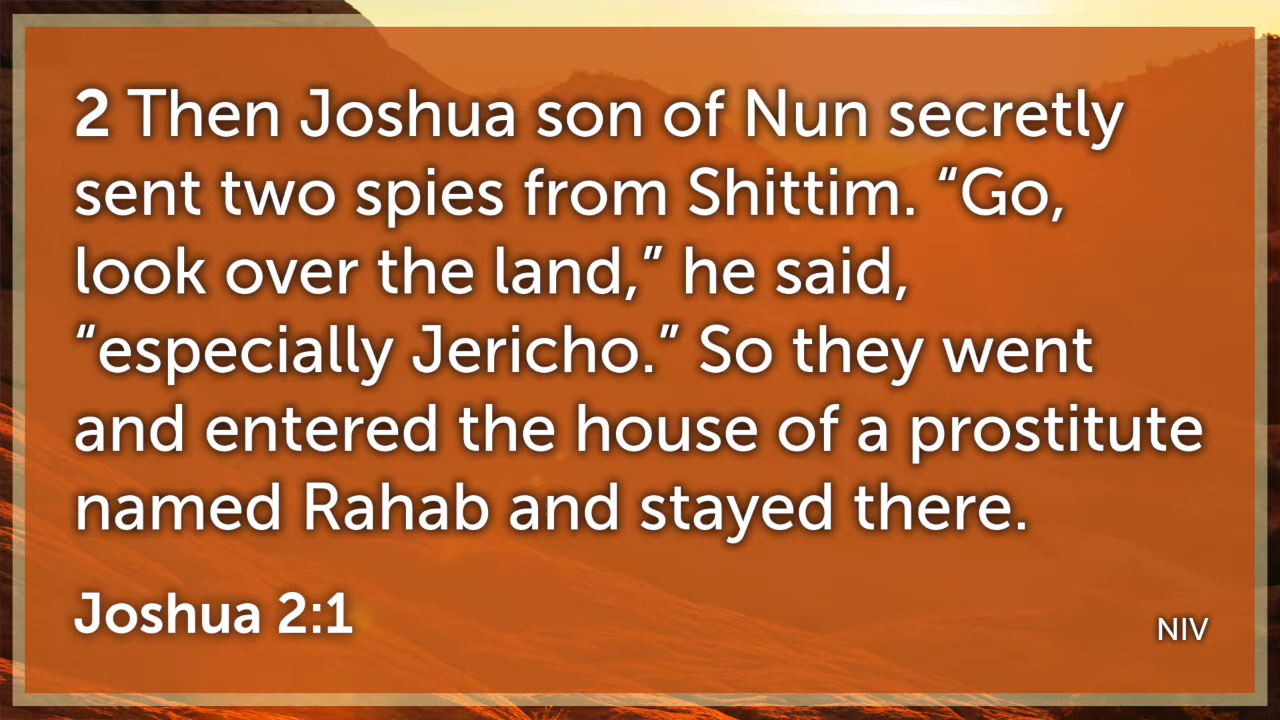 2 Then Joshua son of Nun secretly
sent two spies from Shittim. “Go,
look over the land,” he said,
“especially Jericho.” So they went
and entered the house of a prostitute
named Rahab and stayed there.
Joshua 2:1
NIV